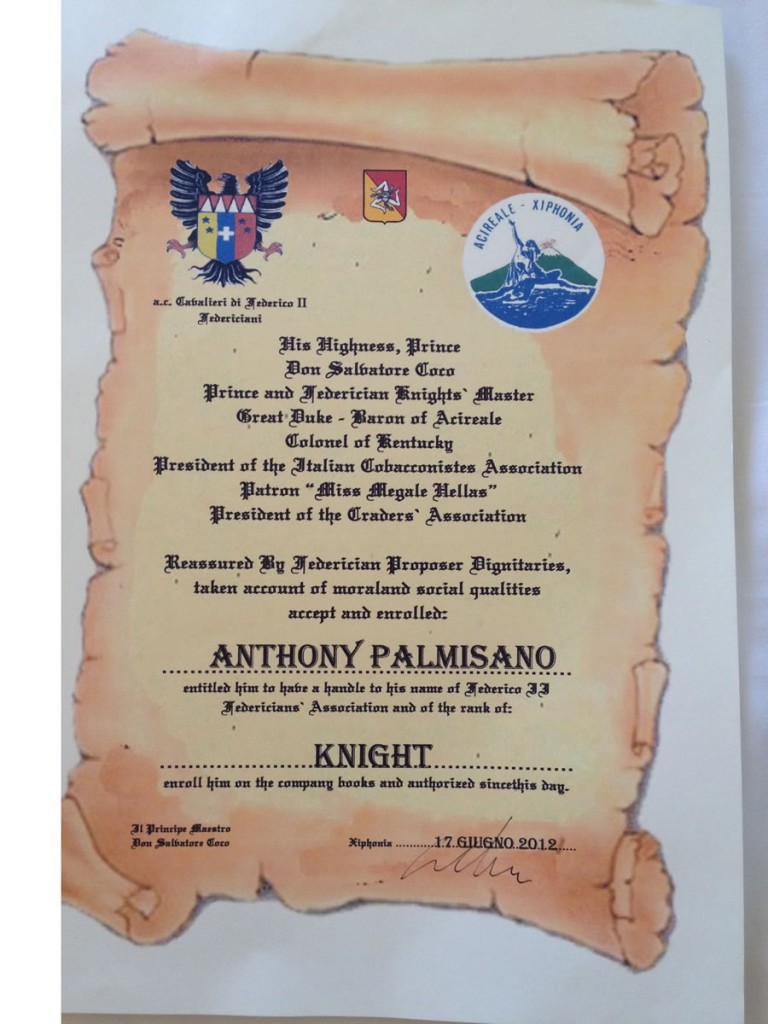 ACIREALE - XIPHONIA
a.c. Cavalieri di Federico II
Federiciani
His Highness, Prince
Don Salvatore Coco
Prince and Federician Knights` Master
Great Duke - Baron of Acireale
Colonel of Kentucky
President of the Italian Tobacconistes Association
Patron "Miss Megale Hellas"
President of the Traders` Association
Reassured By Federician Proposer Dignitaries,
taken account of moraland social qualities
accept and enrolled:
ANTHONY PALMISANO
entitled him to have a handle to his name of Federico II
Federicians` Association and of the rank of:
KNIGHT
enroll him on the company books and authorized sincethis day.
Il Principe Maestro
Don Salvatore Coco
Xiphonia ............17 GIUGNO 2012.....